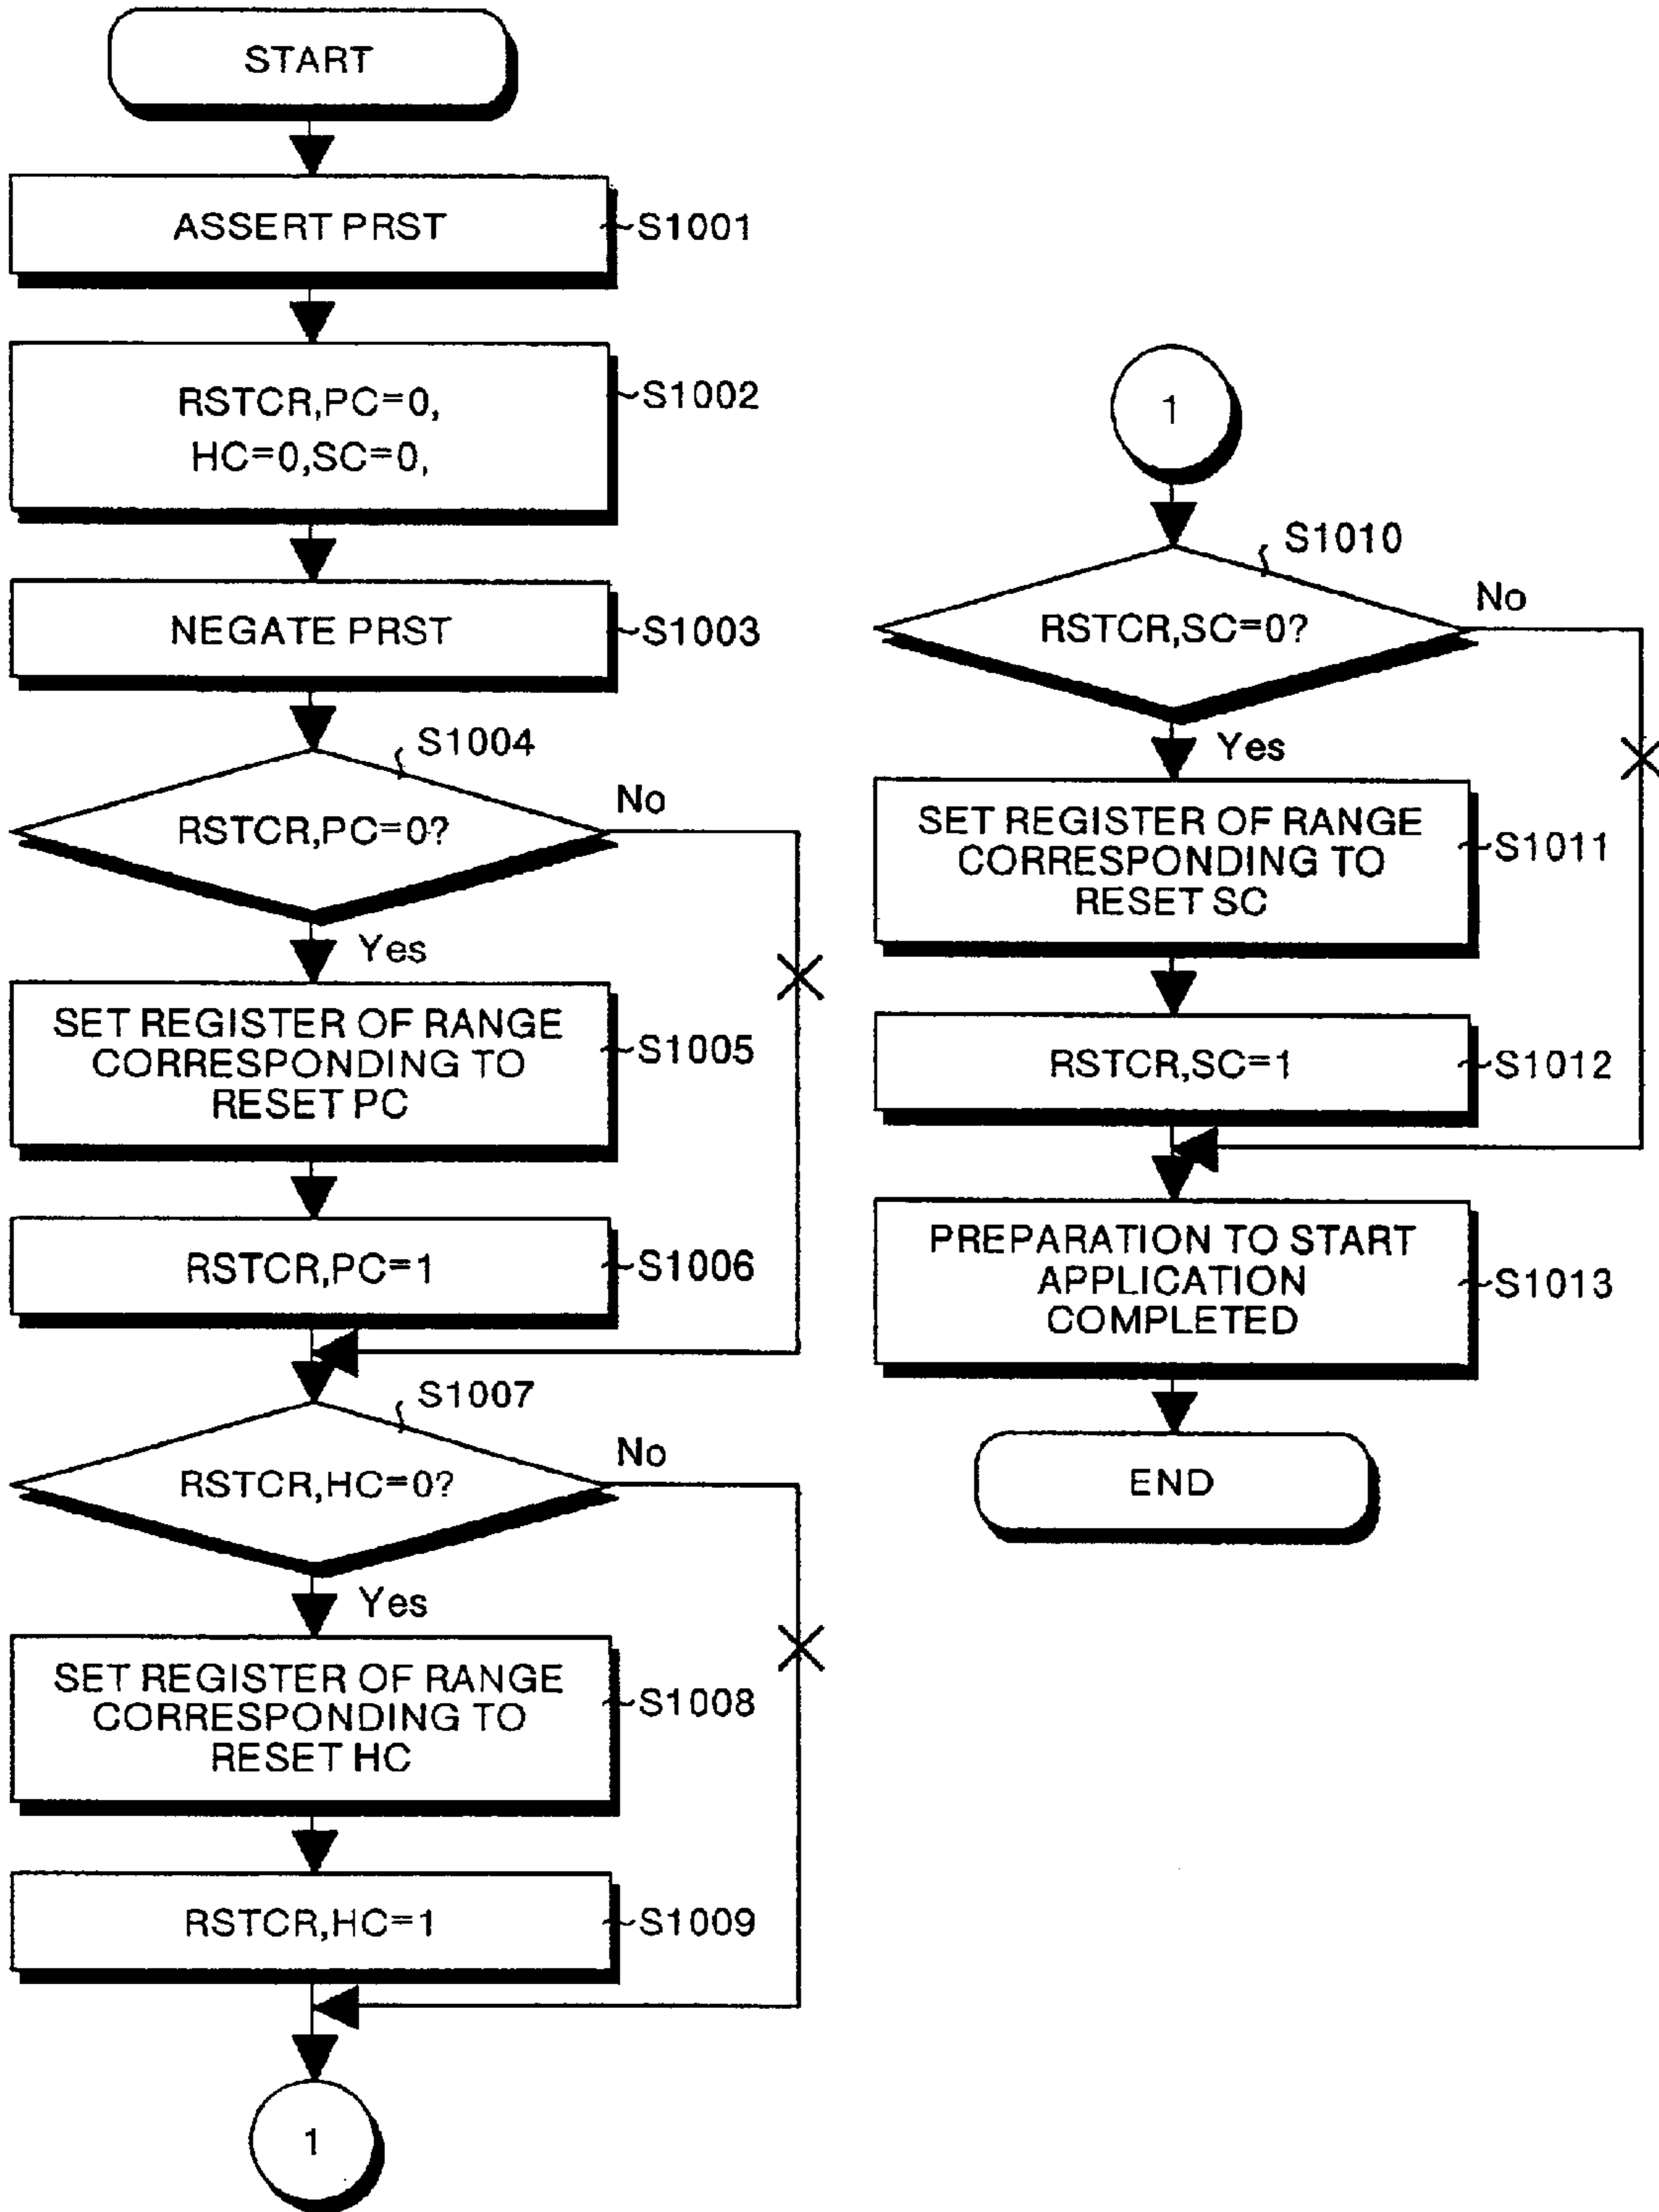 START
ASSERT PRST
S1001
RSTCR,PC=0,
HC=0,SC=0,
S1002
NEGATE PRST
S1003
S1004
RSTCR,PC=0?
No
Yes
SET REGISTER OF RANGE
CORRESPONDING TO
RESET PC
S1005
RSTCR,PC=1
S1006
S1007
RSTCR,HC=0?
No
Yes
SET REGISTER OF RANGE
CORRESPONDING TO
RESET HC
S1008
RSTCR,HC=1
S1009
1
1
S1010
RSTCR,SC=0?
No
Yes
SET REGISTER OF RANGE
CORRESPONDING TO
RESET SC
S1011
RSTCR,SC=1
S1012
PREPARATION TO START
APPLICATION
COMPLETED
S1013
END